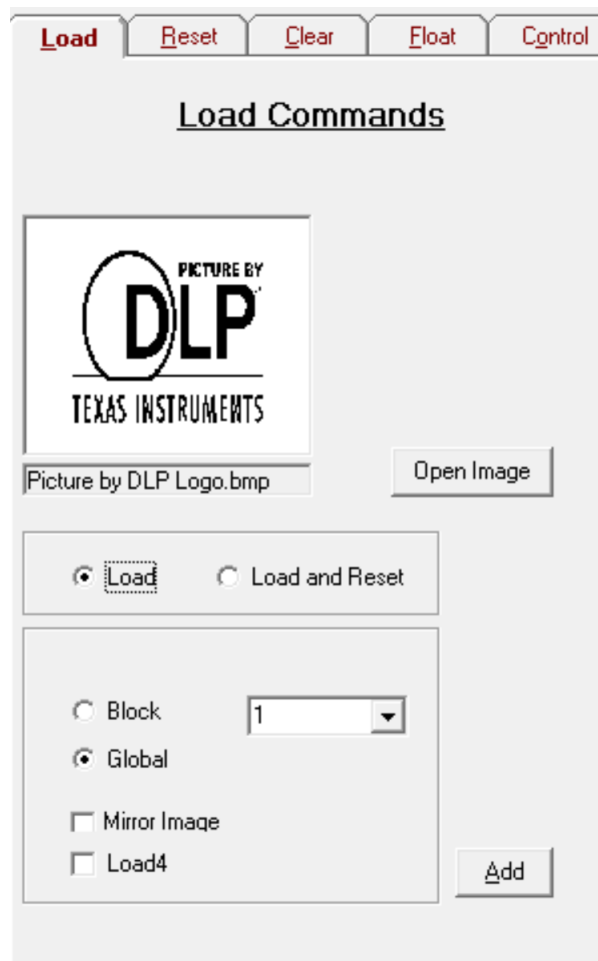 Load Reset Clear Float Control
Load Commands
PICTURE BY
DLP
TEXAS INSTRUMENTS
Picture by DLP Logo.bmp
Open Image
Load Load and Reset
Block 1
Global
Mirror Image
Load4
Add